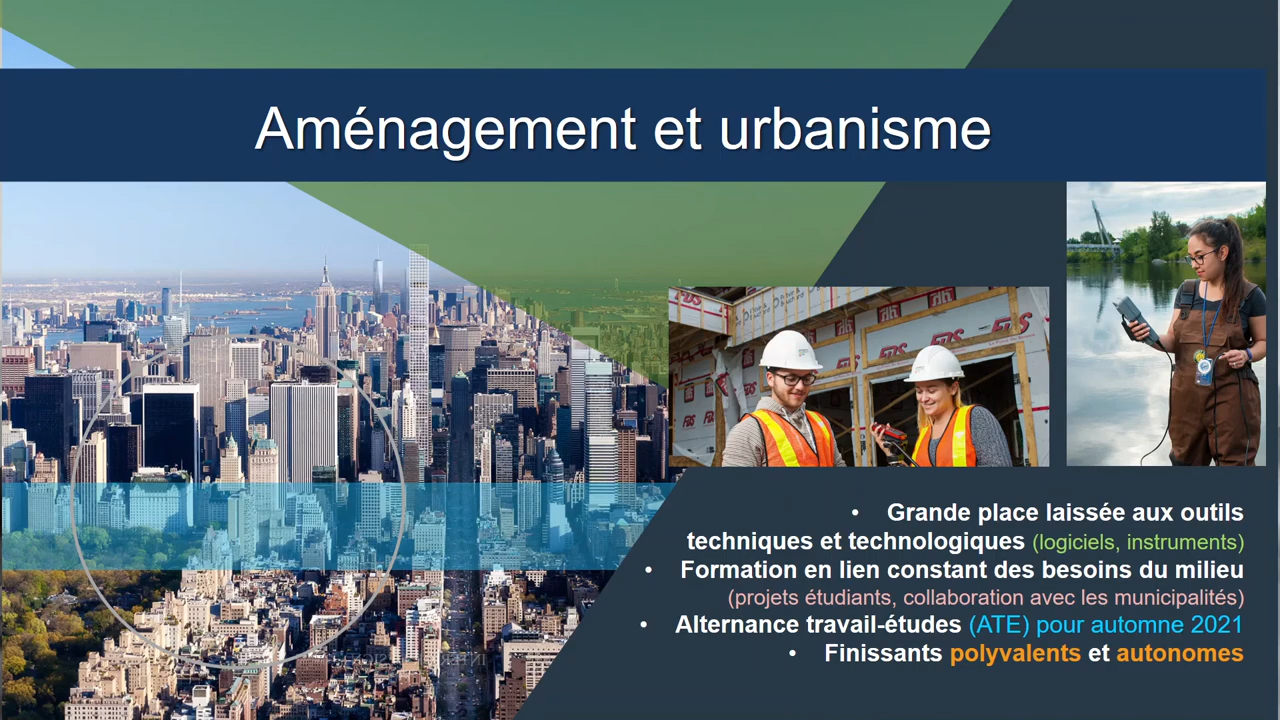 Aménagement et urbanisme
• Grande place laissée aux outils
techniques et technologiques (logiciels, instruments)
• Formation en lien constant des besoins du milieu
(projets étudiants, collaboration avec les municipalités)
• Alternance travail-études (ATE) pour automne 2021
• Finissants polyvalents et autonomes